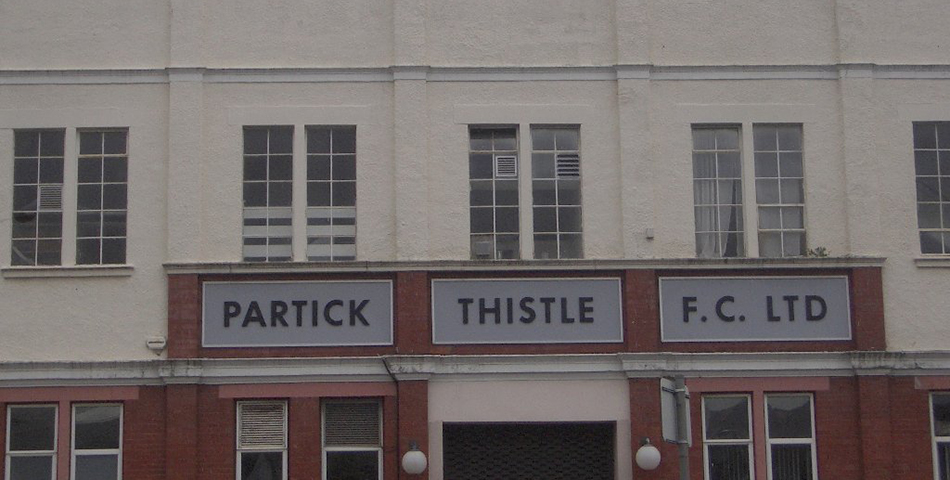 PARTICK THISTLE F.C. LTD